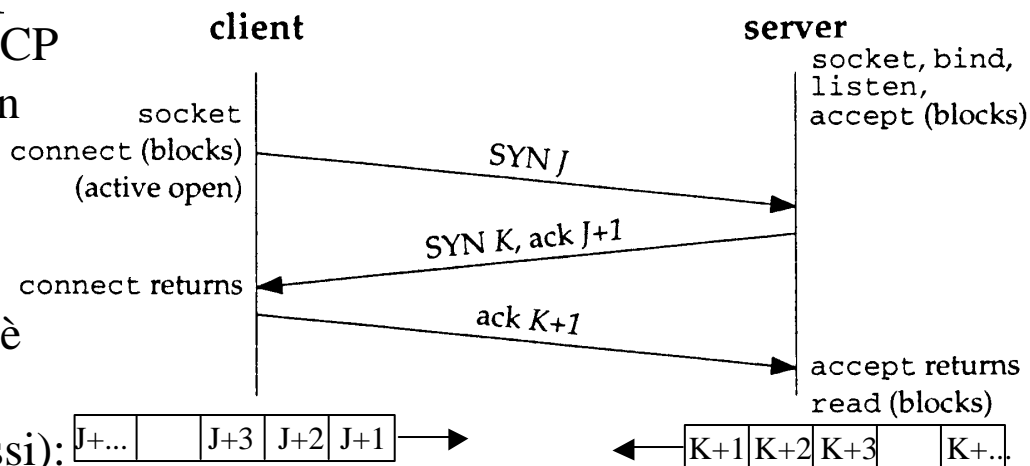 CP
n
è
ssi):
client
server
socket
connect (blocks)
(active open)
socket, bind,
listen,
accept (blocks)
SYN J
SYN K, ack J+1
connect returns
ack K+1
accept returns
read (blocks)
J+... J+3 J+2 J+1
K+1 K+2 K+3 K+...